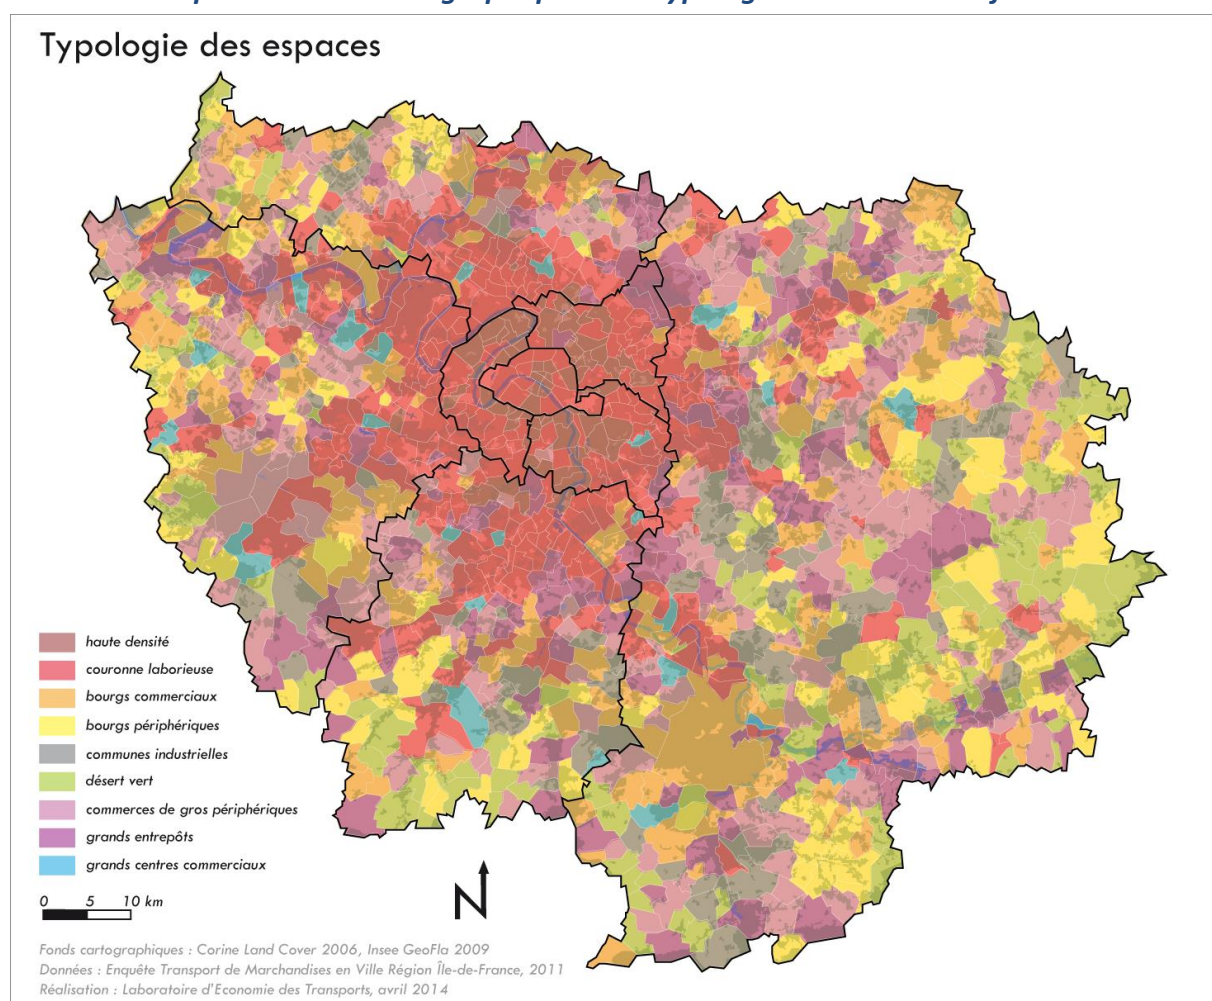 Typologie des espaces
haute densité
couronne laborieuse
bourgs commerciaux
bourgs périphériques
communes industrielles
désert vert
commerces de gros périphériques
grands entrepôts
grands centres commerciaux
0 5 10 km
N
Fonds cartographiques : Corine Land Cover 2006, Insee GeoFla 2009
Données : Enquête Transport de Marchandises en Ville Région Île-de-France, 2011
Réalisation : Laboratoire d'Economie des Transports, avril 2014